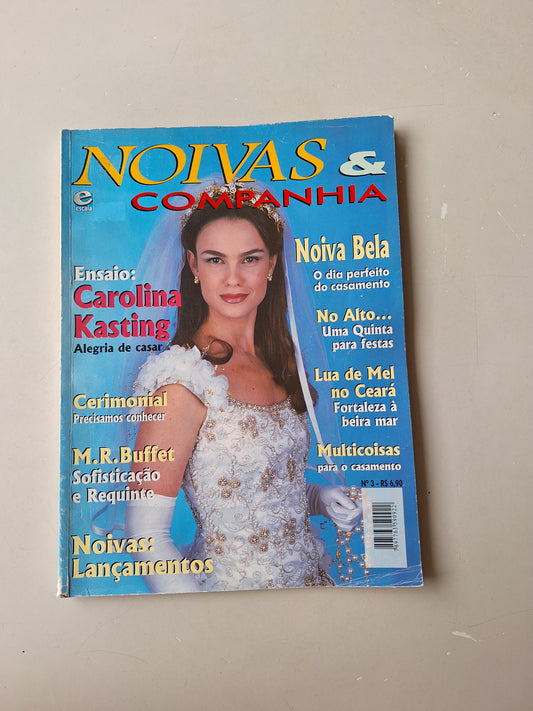 NOIVAS &
COMPANHIA
e
escala
Ensaio:
Carolina
Kasting
Alegria de casar
Cerimonial
Precisamos conhecer
M.R. Buffet
Sofisticação
e Requinte
Noivas:
Lançamentos
Noiva Bela
O dia perfeito
do casamento
No Alto...
Uma Quinta
para festas
Lua de Mel
no Ceará
Fortaleza à
beira mar
Multicoisas
para o casamento
Nº 3 - R$ 6,90